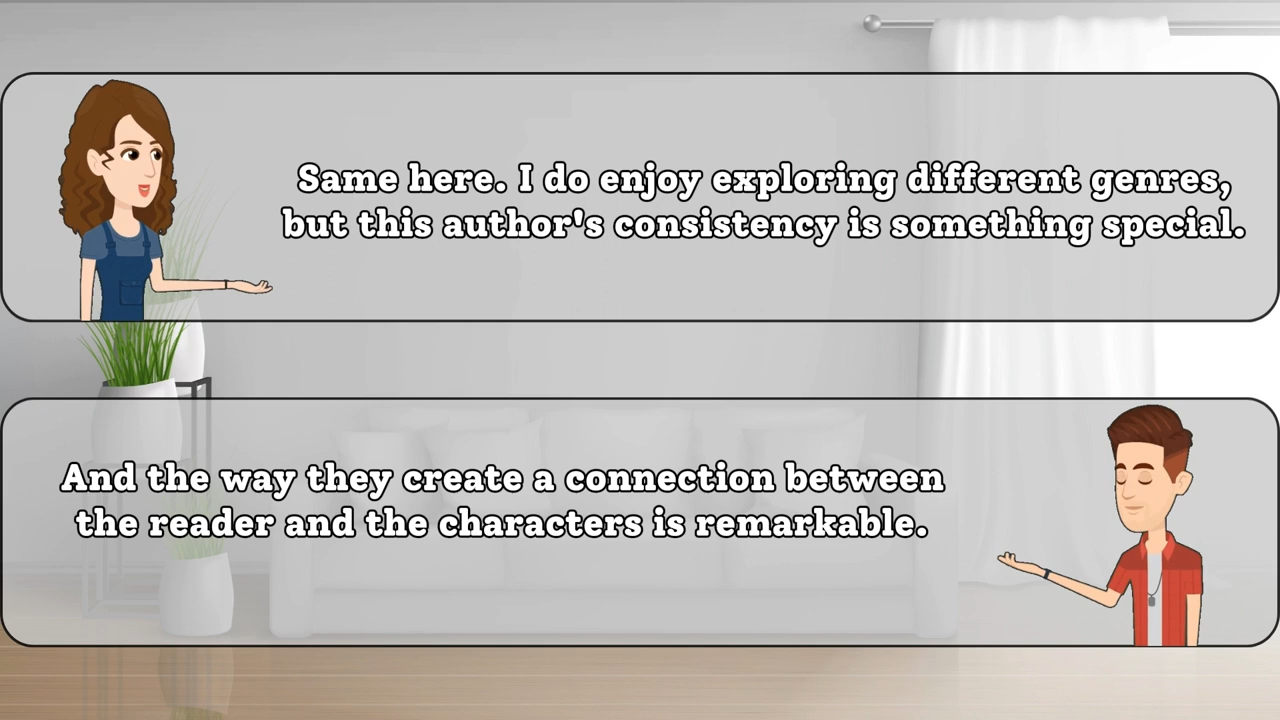 Same here. I do enjoy exploring different genres,
but this author's consistency is something special.
And the way they create a connection between
the reader and the characters is remarkable.